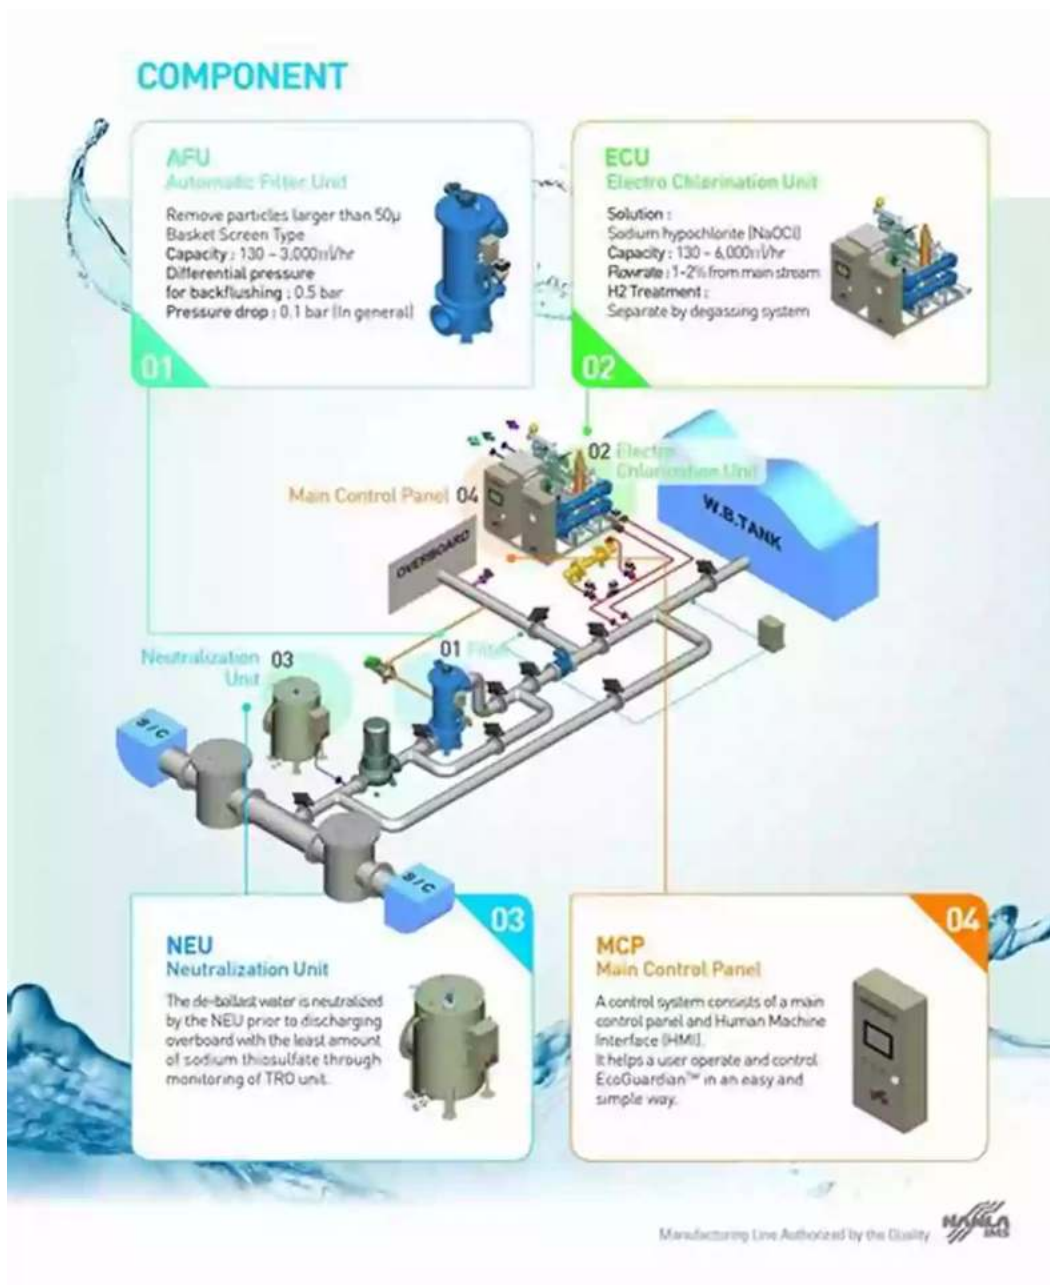 COMPONENT
AFU
Automatic Filter Unit
Remove particles larger than 50μ
Basket Screen Type
Capacity : 130 ~ 3,000㎥/hr
Differential pressure
for backflushing : 0.5 bar
Pressure drop : 0.1 bar (In general)
01
ECU
Electro Chlorination Unit
Solution :
Sodium hypochlorite (NaOCl)
Capacity : 130 ~ 6,000㎥/hr
Flowrate : 1-2% from main stream
H2 Treatment :
Separate by degassing system
02
02 Electro
Chlorination Unit
Main Control Panel 04
W.B.TANK
OVERBOARD
01 Filter
Neutralization 03
Unit
S/C
S/C
03
NEU
Neutralization Unit
The de-ballast water is neutralized
by the NEU prior to discharging
overboard with the least amount
of sodium thiosulfate through
monitoring of TRO unit.
04
MCP
Main Control Panel
A control system consists of a main
control panel and Human Machine
Interface (HMI).
It helps a user operate and control
EcoGuardian™ in an easy and
simple way.
Manufacturing Line Authorized by the Quality
HANLA
IMS